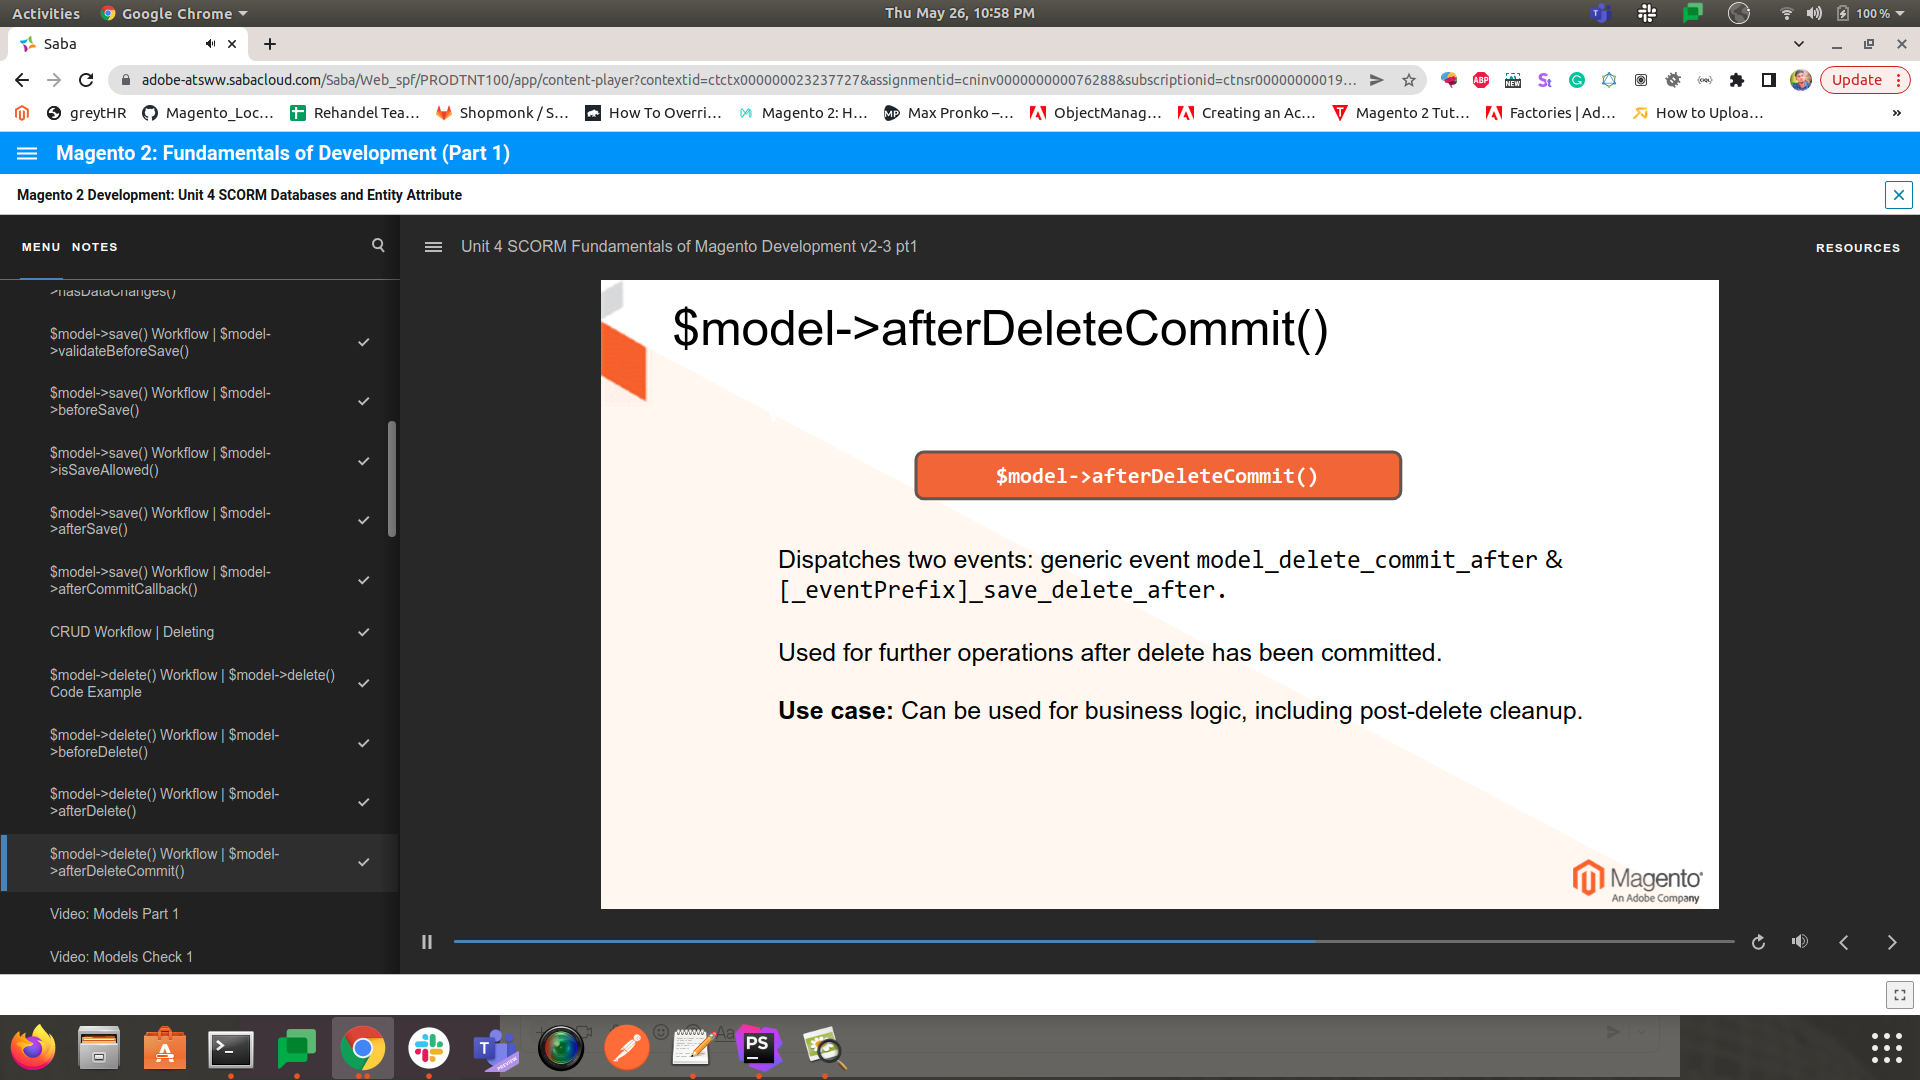 Activities
Google Chrome
Thu May 26, 10:58 PM
100 %
Saba
adobe-atsww.sabacloud.com/Saba/Web_spf/PRODTNT100/app/content-player?contextid=ctctx000000023237727&assignmentid=cninv000000000076288&subscriptionid=ctnsr00000000019...
ABP
NEW
St
Update
greytHR
Magento_Loc...
Rehandel Tea...
Shopmonk / S...
How To Overri...
Magento 2: H...
MP
Max Pronko –...
ObjectManag...
Creating an Ac...
Magento 2 Tut...
Factories | Ad...
How to Uploa...
»
Magento 2: Fundamentals of Development (Part 1)
Magento 2 Development: Unit 4 SCORM Databases and Entity Attribute
MENU NOTES
Unit 4 SCORM Fundamentals of Magento Development v2-3 pt1
RESOURCES
>hasDataChanges()
$model->save() Workflow | $model-
>validateBeforeSave()
$model->save() Workflow | $model-
>beforeSave()
$model->save() Workflow | $model-
>isSaveAllowed()
$model->save() Workflow | $model-
>afterSave()
$model->save() Workflow | $model-
>afterCommitCallback()
CRUD Workflow | Deleting
$model->delete() Workflow | $model->delete()
Code Example
$model->delete() Workflow | $model-
>beforeDelete()
$model->delete() Workflow | $model-
>afterDelete()
$model->delete() Workflow | $model-
>afterDeleteCommit()
Video: Models Part 1
Video: Models Check 1
$model->afterDeleteCommit()
$model->afterDeleteCommit()
Dispatches two events: generic event model_delete_commit_after &
[_eventPrefix]_save_delete_after.
Used for further operations after delete has been committed.
Use case: Can be used for business logic, including post-delete cleanup.
Magento
An Adobe Company
PS
Aa